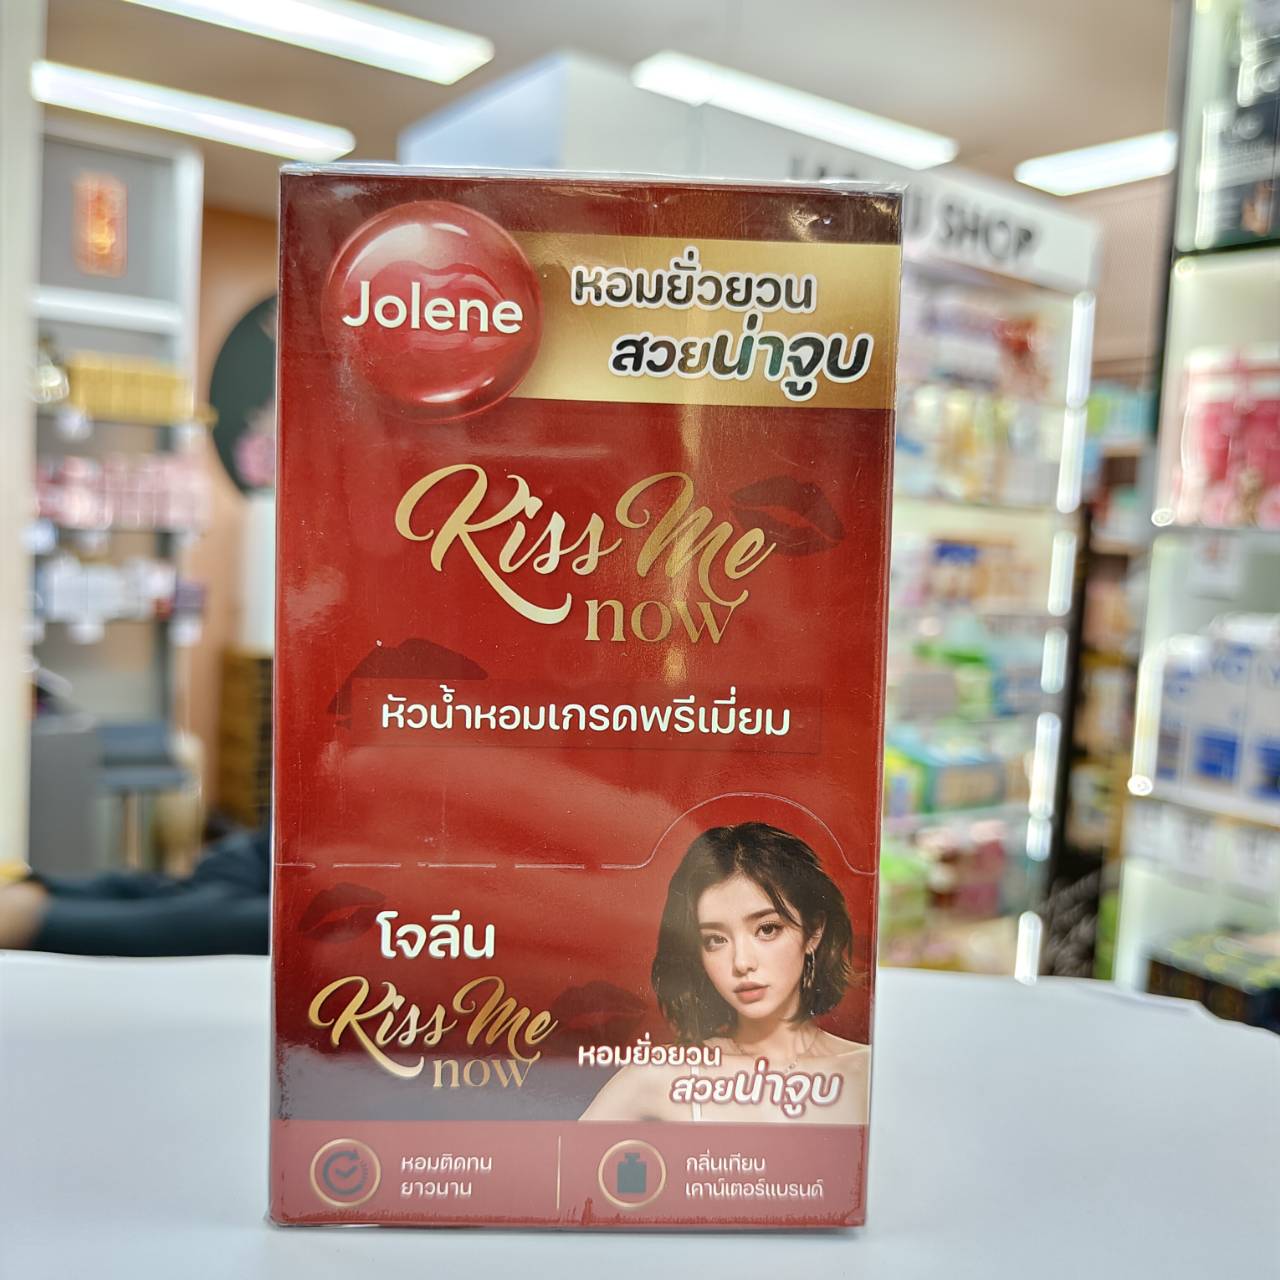 SHOP
Jolene
หอมยั่วยวน
สวยน่าจูบ
Kiss Me
now
หัวน้ำหอมเกรดพรีเมี่ยม
โจลีน
Kiss Me
now
หอมยั่วยวน
สวยน่าจูบ
หอมติดทน
ยาวนาน
กลิ่นเทียบ
เคาน์เตอร์แบรนด์